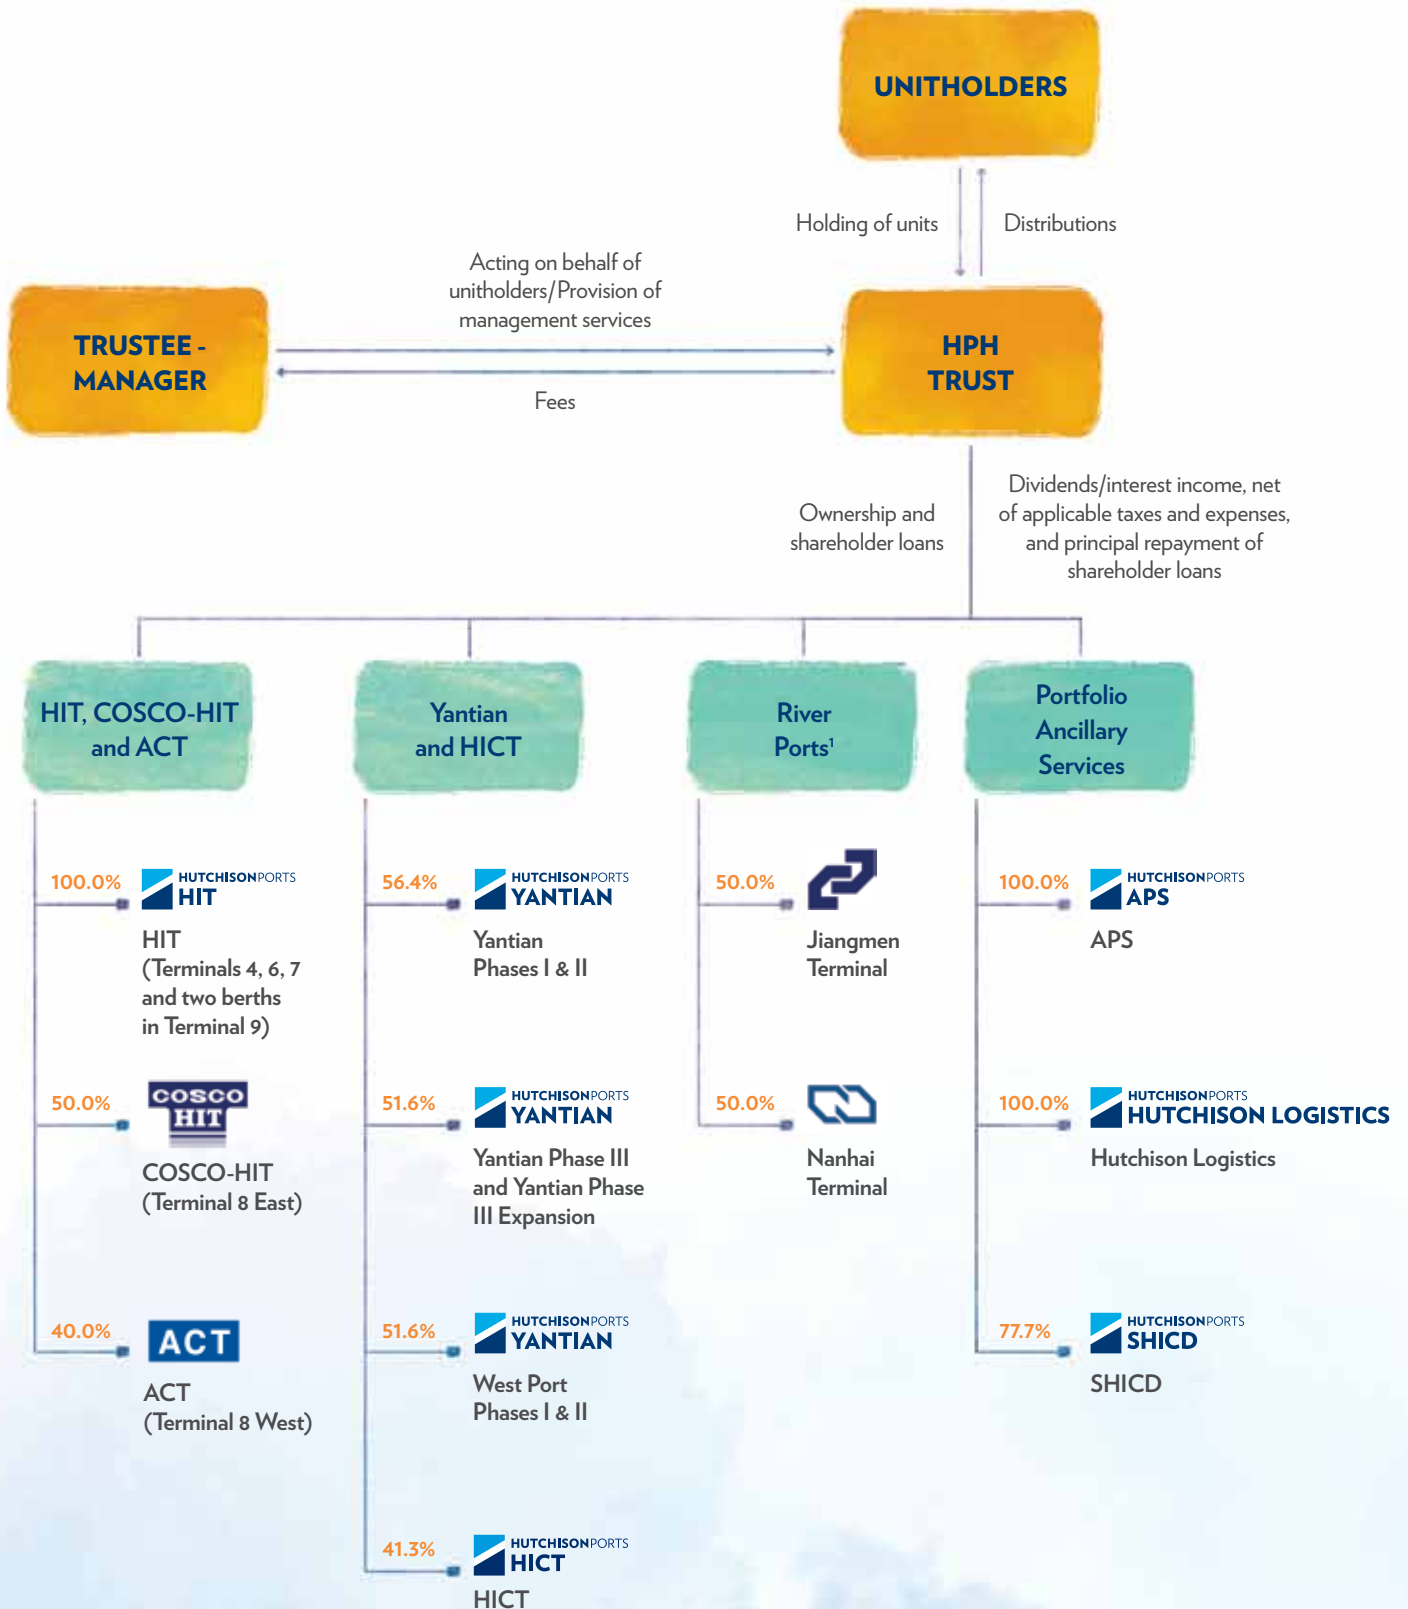 UNITHOLDERS
Holding of units
Distributions
Acting on behalf of
unitholders/Provision of
management services
TRUSTEE -
MANAGER
Fees
HPH
TRUST
Ownership and
shareholder loans
Dividends/interest income, net
of applicable taxes and expenses,
and principal repayment of
shareholder loans
HIT, COSCO-HIT
and ACT
100.0%
HUTCHISONPORTS
HIT
HIT
(Terminals 4, 6, 7
and two berths
in Terminal 9)
50.0%
COSCO
HIT
COSCO-HIT
(Terminal 8 East)
40.0%
ACT
ACT
(Terminal 8 West)
Yantian
and HICT
56.4%
HUTCHISONPORTS
YANTIAN
Yantian
Phases I & II
51.6%
HUTCHISONPORTS
YANTIAN
Yantian Phase III
and Yantian Phase
III Expansion
51.6%
HUTCHISONPORTS
YANTIAN
West Port
Phases I & II
41.3%
HUTCHISONPORTS
HICT
HICT
River
Ports¹
50.0%
Jiangmen
Terminal
50.0%
Nanhai
Terminal
Portfolio
Ancillary
Services
100.0%
HUTCHISONPORTS
APS
APS
100.0%
HUTCHISONPORTS
HUTCHISON LOGISTICS
Hutchison Logistics
77.7%
HUTCHISONPORTS
SHICD
SHICD